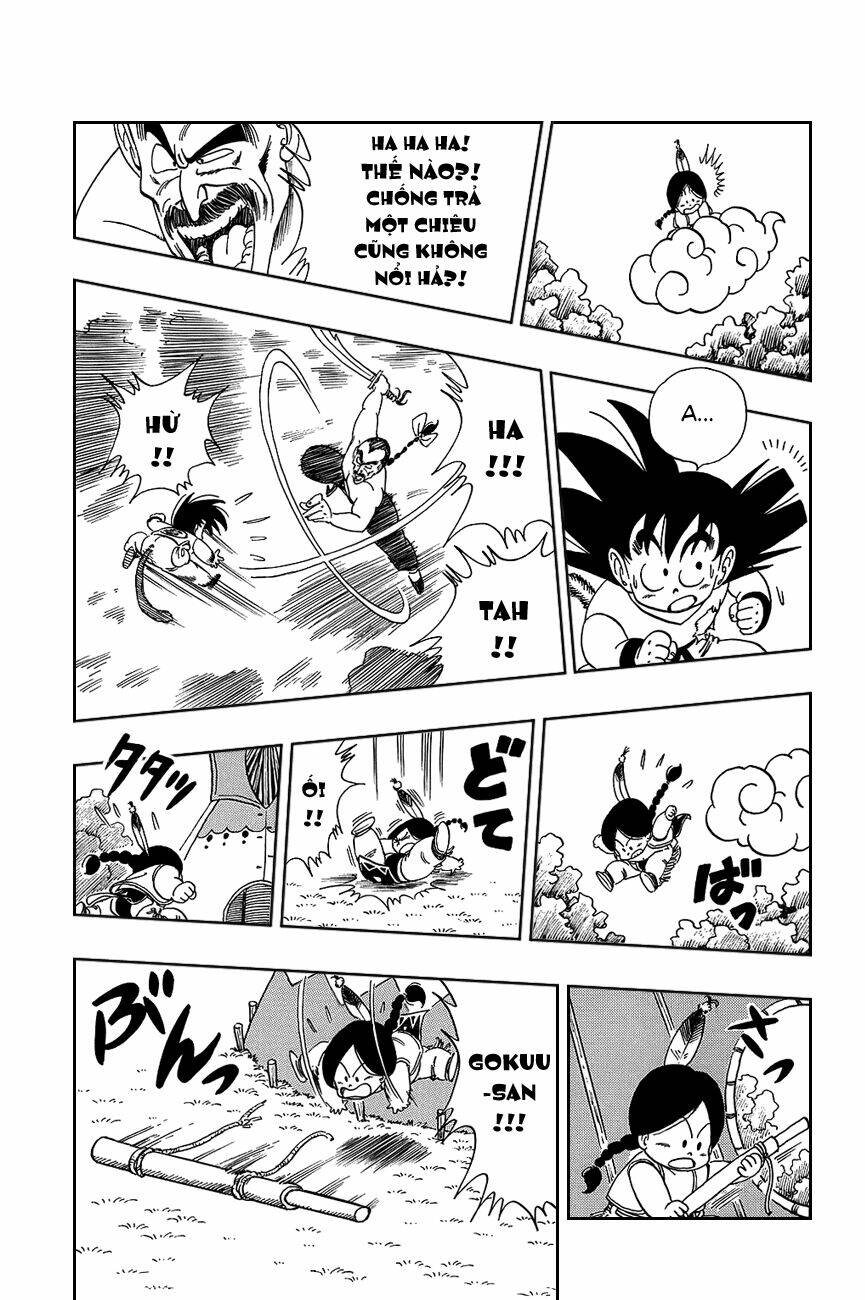 HA HA HA!
THẾ NÀO?!
CHỐNG TRẢ
MỘT CHIÊU
CŨNG KHÔNG
NỔI HẢ?!
A...
HA
!!!
TAH
!!
HỪ
!!
ばっ
どて
ỐI
!!
タタッ
さっ
GOKUU
-SAN
!!!
ぶんっ